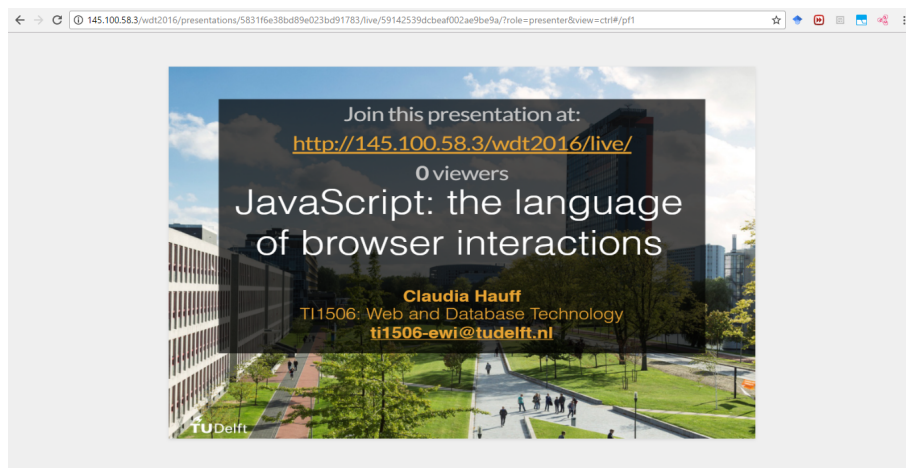 145.100.58.3/wdt2016/presentations/5831f6e38bd89e023bd91783/live/59142539dcbeaf002ae9be9a/?role=presenter&view=ctrl#/pf1
Join this presentation at:
http://145.100.58.3/wdt2016/live/
0 viewers
JavaScript: the language
of browser interactions
Claudia Hauff
TI1506: Web and Database Technology
ti1506-ewi@tudelft.nl
TU Delft